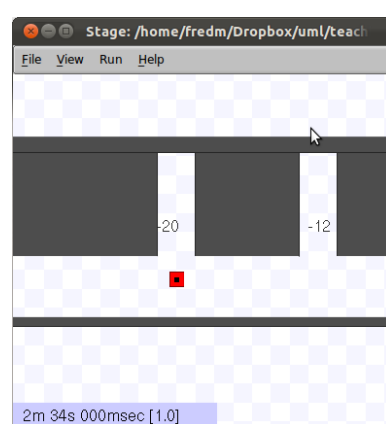 Stage: /home/fredm/Dropbox/uml/teach
File View Run Help
-20 -12
2m 34s 000msec [1.0]